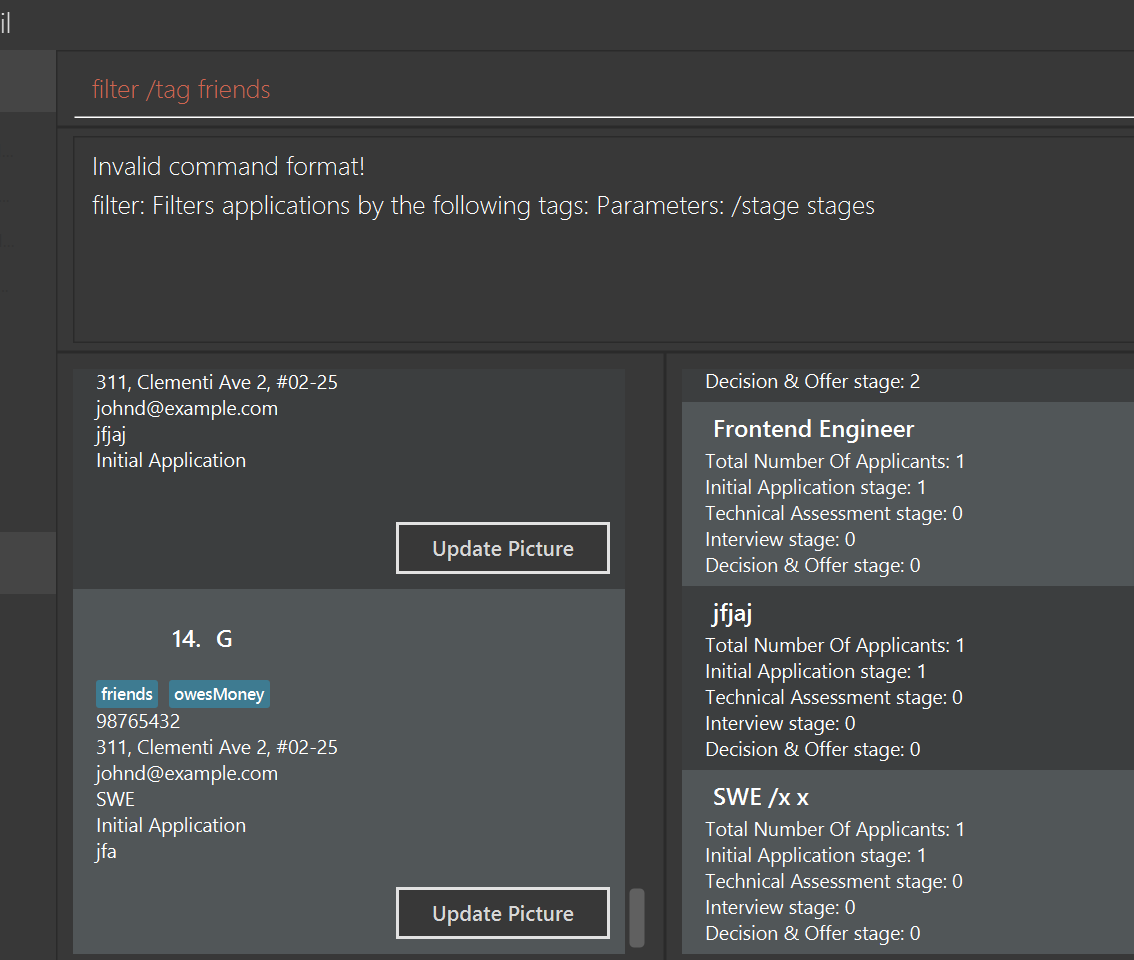 il
filter /tag friends
Invalid command format!
filter: Filters applications by the following tags: Parameters: /stage stages
311, Clementi Ave 2, #02-25
johnd@example.com
jfjaj
Initial Application
Update Picture
14. G
friends owesMoney
98765432
311, Clementi Ave 2, #02-25
johnd@example.com
SWE
Initial Application
jfa
Update Picture
Decision & Offer stage: 2
Frontend Engineer
Total Number Of Applicants: 1
Initial Application stage: 1
Technical Assessment stage: 0
Interview stage: 0
Decision & Offer stage: 0
jfjaj
Total Number Of Applicants: 1
Initial Application stage: 1
Technical Assessment stage: 0
Interview stage: 0
Decision & Offer stage: 0
SWE /x x
Total Number Of Applicants: 1
Initial Application stage: 1
Technical Assessment stage: 0
Interview stage: 0
Decision & Offer stage: 0